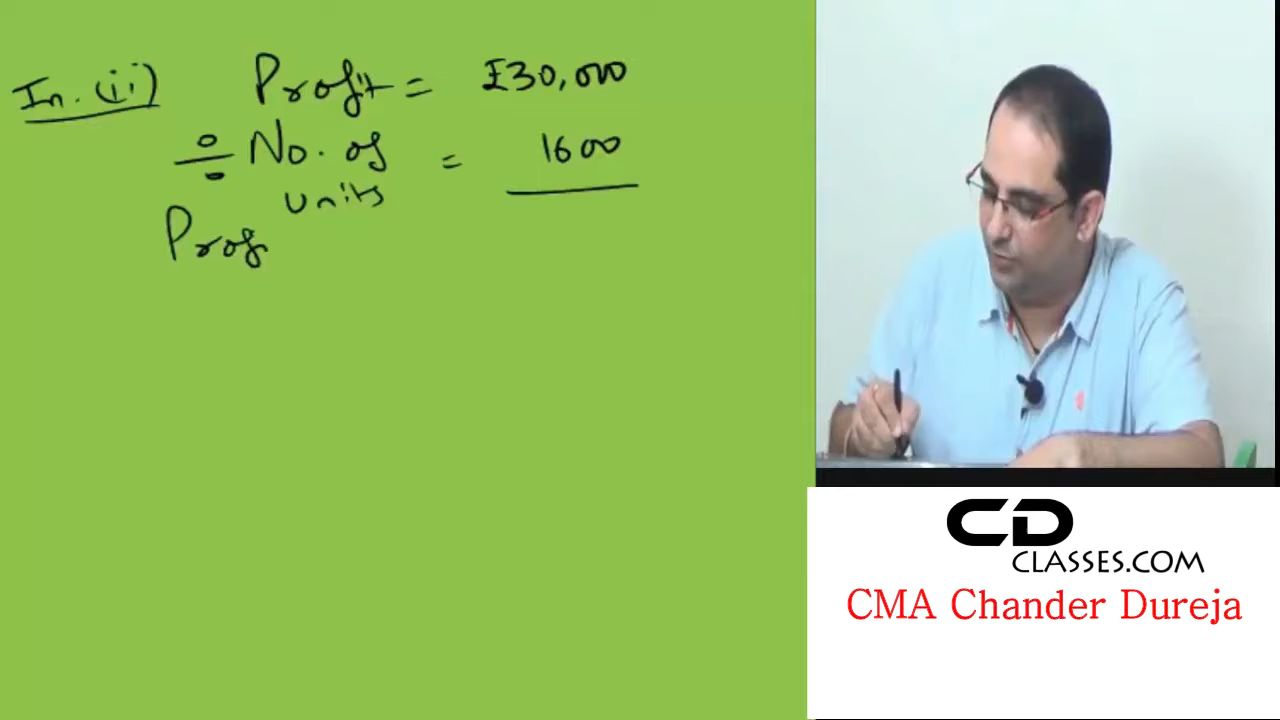 In. (ii) Profit = £30,000
÷ No. of = 1600
units
Prof
CD
CLASSES.COM
CMA Chander Dureja